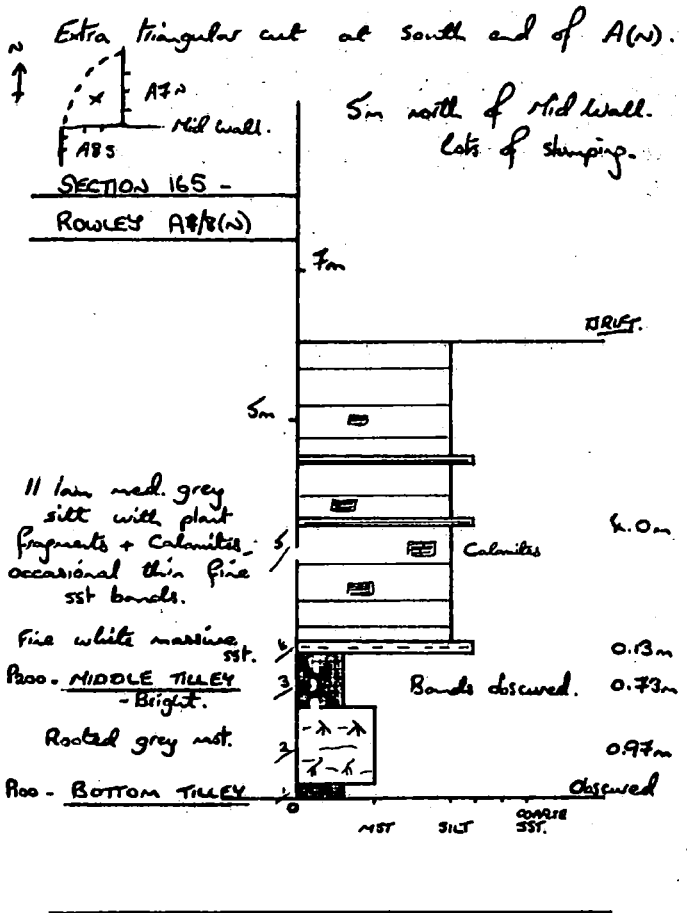 Extra triangular cut at south end of A(N).
N
A7N
Mid Wall.
A8S
5m north of Mid Wall.
lots of slumping.
SECTION 165 -
ROWLEY A7/8(N)
7m
DRIFT.
5m
// lam med. grey
silt with plant
fragments + Calamites,
occasional thin fine
sst bands.
5
4.0m
Calamites
Fine white massive
sst.
4
0.13m
P200 - MIDDLE TILLEY
- Bright.
3
Bands obscured.
0.73m
Rooted grey mst.
2
0.97m
P100 - BOTTOM TILLEY
1
Obscured
0
MST
SILT
COARSE
SST.